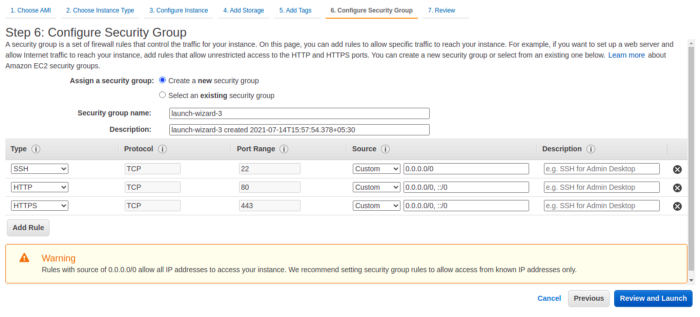 1. Choose AMI 2. Choose Instance Type 3. Configure Instance 4. Add Storage 5. Add Tags 6. Configure Security Group 7. Review
Step 6: Configure Security Group
A security group is a set of firewall rules that control the traffic for your instance. On this page, you can add rules to allow specific traffic to reach your instance. For example, if you want to set up a web server and
allow Internet traffic to reach your instance, add rules that allow unrestricted access to the HTTP and HTTPS ports. You can create a new security group or select from an existing one below. Learn more about
Amazon EC2 security groups.
Assign a security group: Create a new security group
Select an existing security group
Security group name: launch-wizard-3
Description: launch-wizard-3 created 2021-07-14T15:57:54.378+05:30
Type i Protocol i Port Range i Source i Description i
SSH TCP 22 Custom 0.0.0.0/0 e.g. SSH for Admin Desktop
HTTP TCP 80 Custom 0.0.0.0/0, ::/0 e.g. SSH for Admin Desktop
HTTPS TCP 443 Custom 0.0.0.0/0, ::/0 e.g. SSH for Admin Desktop
Add Rule
Warning
Rules with source of 0.0.0.0/0 allow all IP addresses to access your instance. We recommend setting security group rules to allow access from known IP addresses only.
Cancel Previous Review and Launch